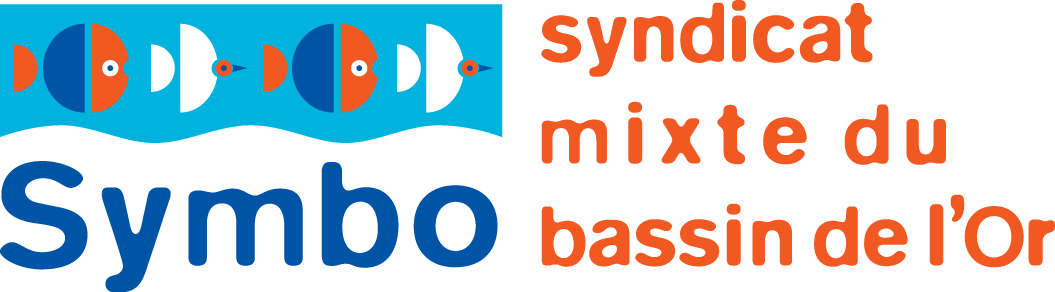 Symbo
syndicat
mixte du
bassin de l'Or